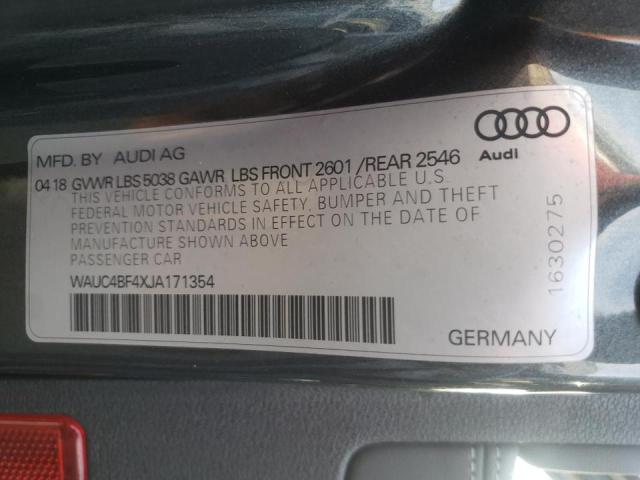 MFD. BY AUDI AG
Audi
04 18 GVWR LBS 5038 GAWR LBS FRONT 2601 /REAR 2546
THIS VEHICLE CONFORMS TO ALL APPLICABLE U.S.
FEDERAL MOTOR VEHICLE SAFETY, BUMPER AND THEFT
PREVENTION STANDARDS IN EFFECT ON THE DATE OF
MANUFACTURE SHOWN ABOVE
PASSENGER CAR
WAUC4BF4XJA171354
GERMANY
1630275